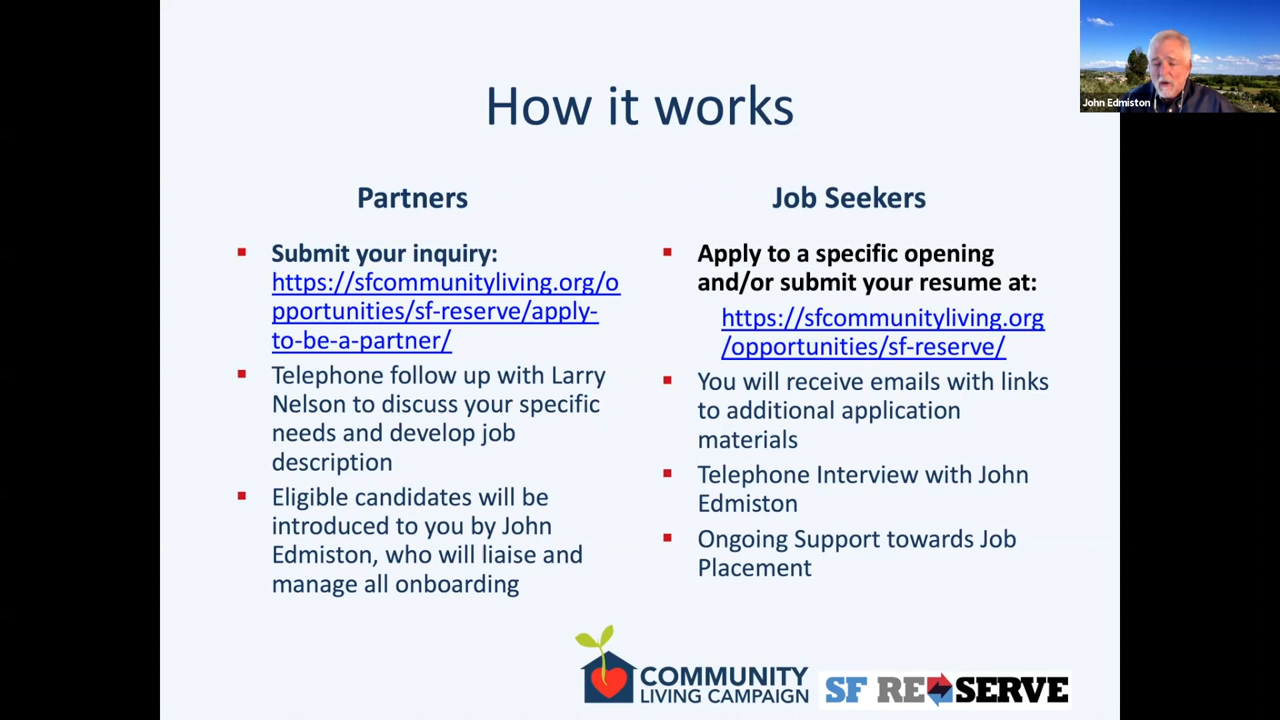 How it works
Partners
Submit your inquiry:
https://sfcommunityliving.org/o
pportunities/sf-reserve/apply-
to-be-a-partner/
Telephone follow up with Larry
Nelson to discuss your specific
needs and develop job
description
Eligible candidates will be
introduced to you by John
Edmiston, who will liaise and
manage all onboarding
Job Seekers
Apply to a specific opening
and/or submit your resume at:
https://sfcommunityliving.org
/opportunities/sf-reserve/
You will receive emails with links
to additional application
materials
Telephone Interview with John
Edmiston
Ongoing Support towards Job
Placement
COMMUNITY
LIVING CAMPAIGN
SF RE SERVE
John Edmiston